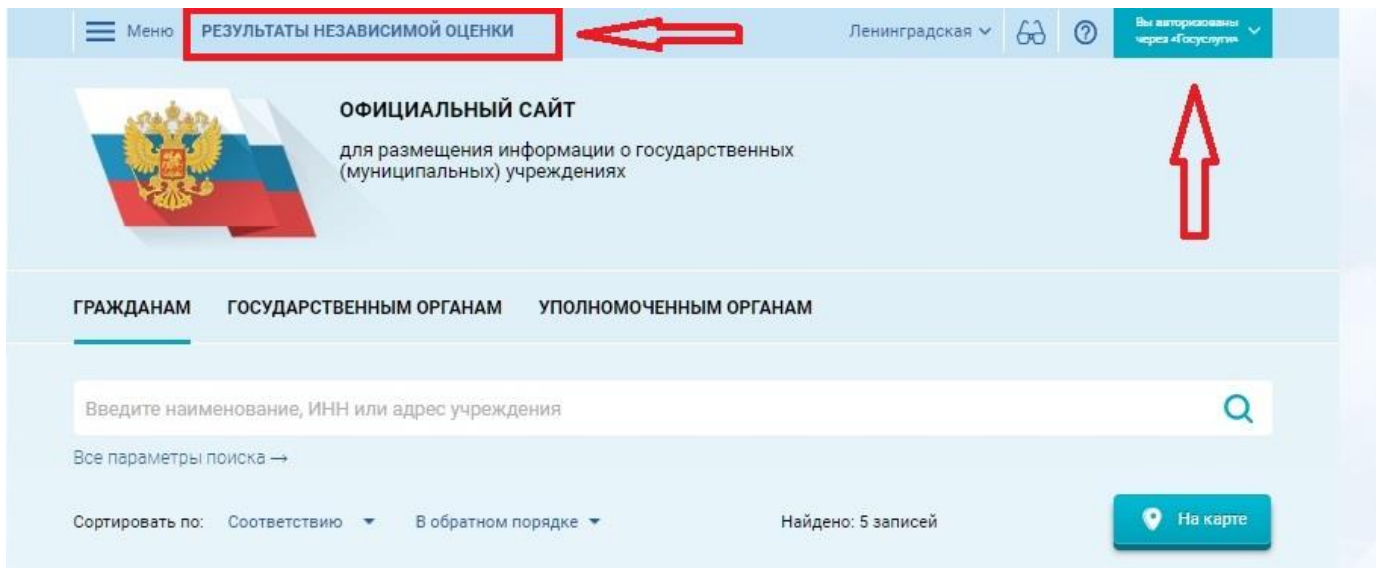 Меню РЕЗУЛЬТАТЫ НЕЗАВИСИМОЙ ОЦЕНКИ Ленинградская Вы авторизованы
через «Госуслуги»
ОФИЦИАЛЬНЫЙ САЙТ
для размещения информации о государственных
(муниципальных) учреждениях
ГРАЖДАНАМ ГОСУДАРСТВЕННЫМ ОРГАНАМ УПОЛНОМОЧЕННЫМ ОРГАНАМ
Введите наименование, ИНН или адрес учреждения
Все параметры поиска →
Сортировать по: Соответствию В обратном порядке Найдено: 5 записей На карте